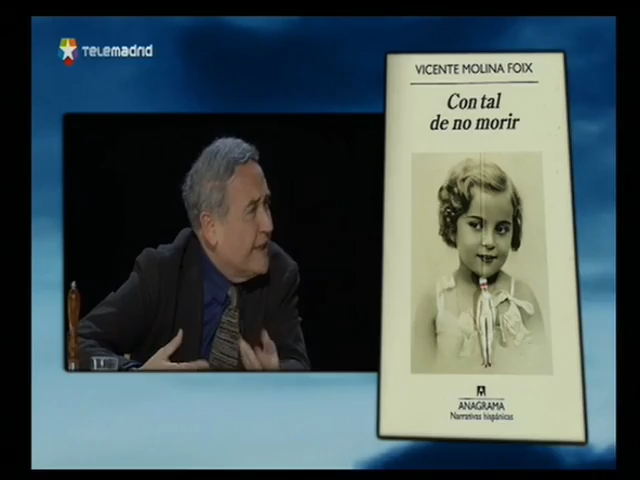 TELEMADRID
VICENTE MOLINA FOIX
Con tal
de no morir
ANAGRAMA
Narrativas hispánicas